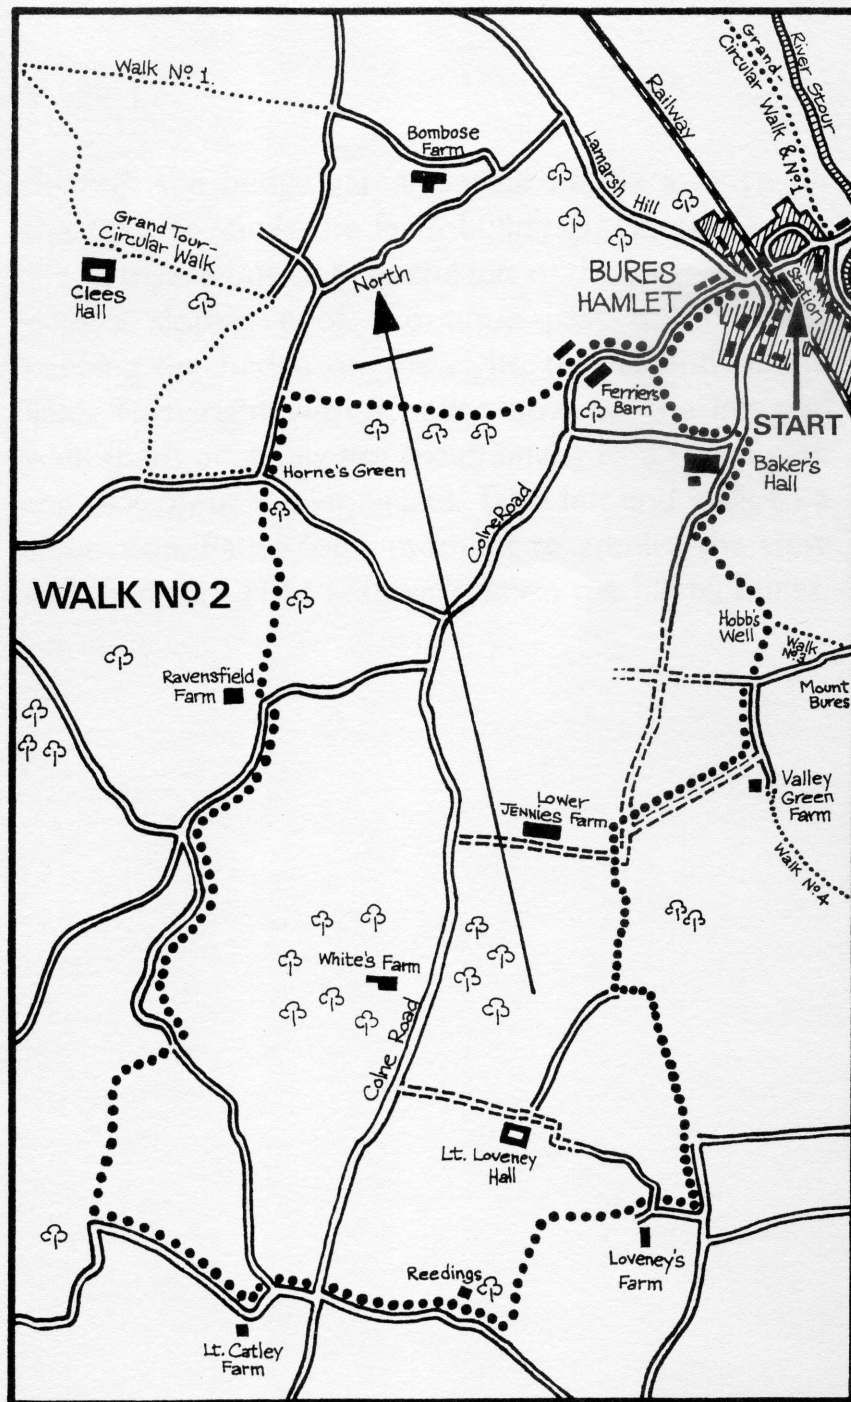 Walk Nº 1.
Grand-
Circular Walk & Nº1
River Stour
Railway
Bombose
Farm
Lamarsh Hill
Grand Tour-
Circular Walk
Clees
Hall
North
BURES
HAMLET
Station
Ferriers
Barn
START
Horne's Green
Baker's
Hall
Colne Road
WALK Nº 2
Hobb's
Well
Walk
Nº.3
Mount
Bures
Ravensfield
Farm
Lower
JENNIES Farm
Valley
Green
Farm
Walk Nº.4
White's Farm
Colne Road
Lt. Loveney
Hall
Reedings
Loveney's
Farm
Lt. Catley
Farm